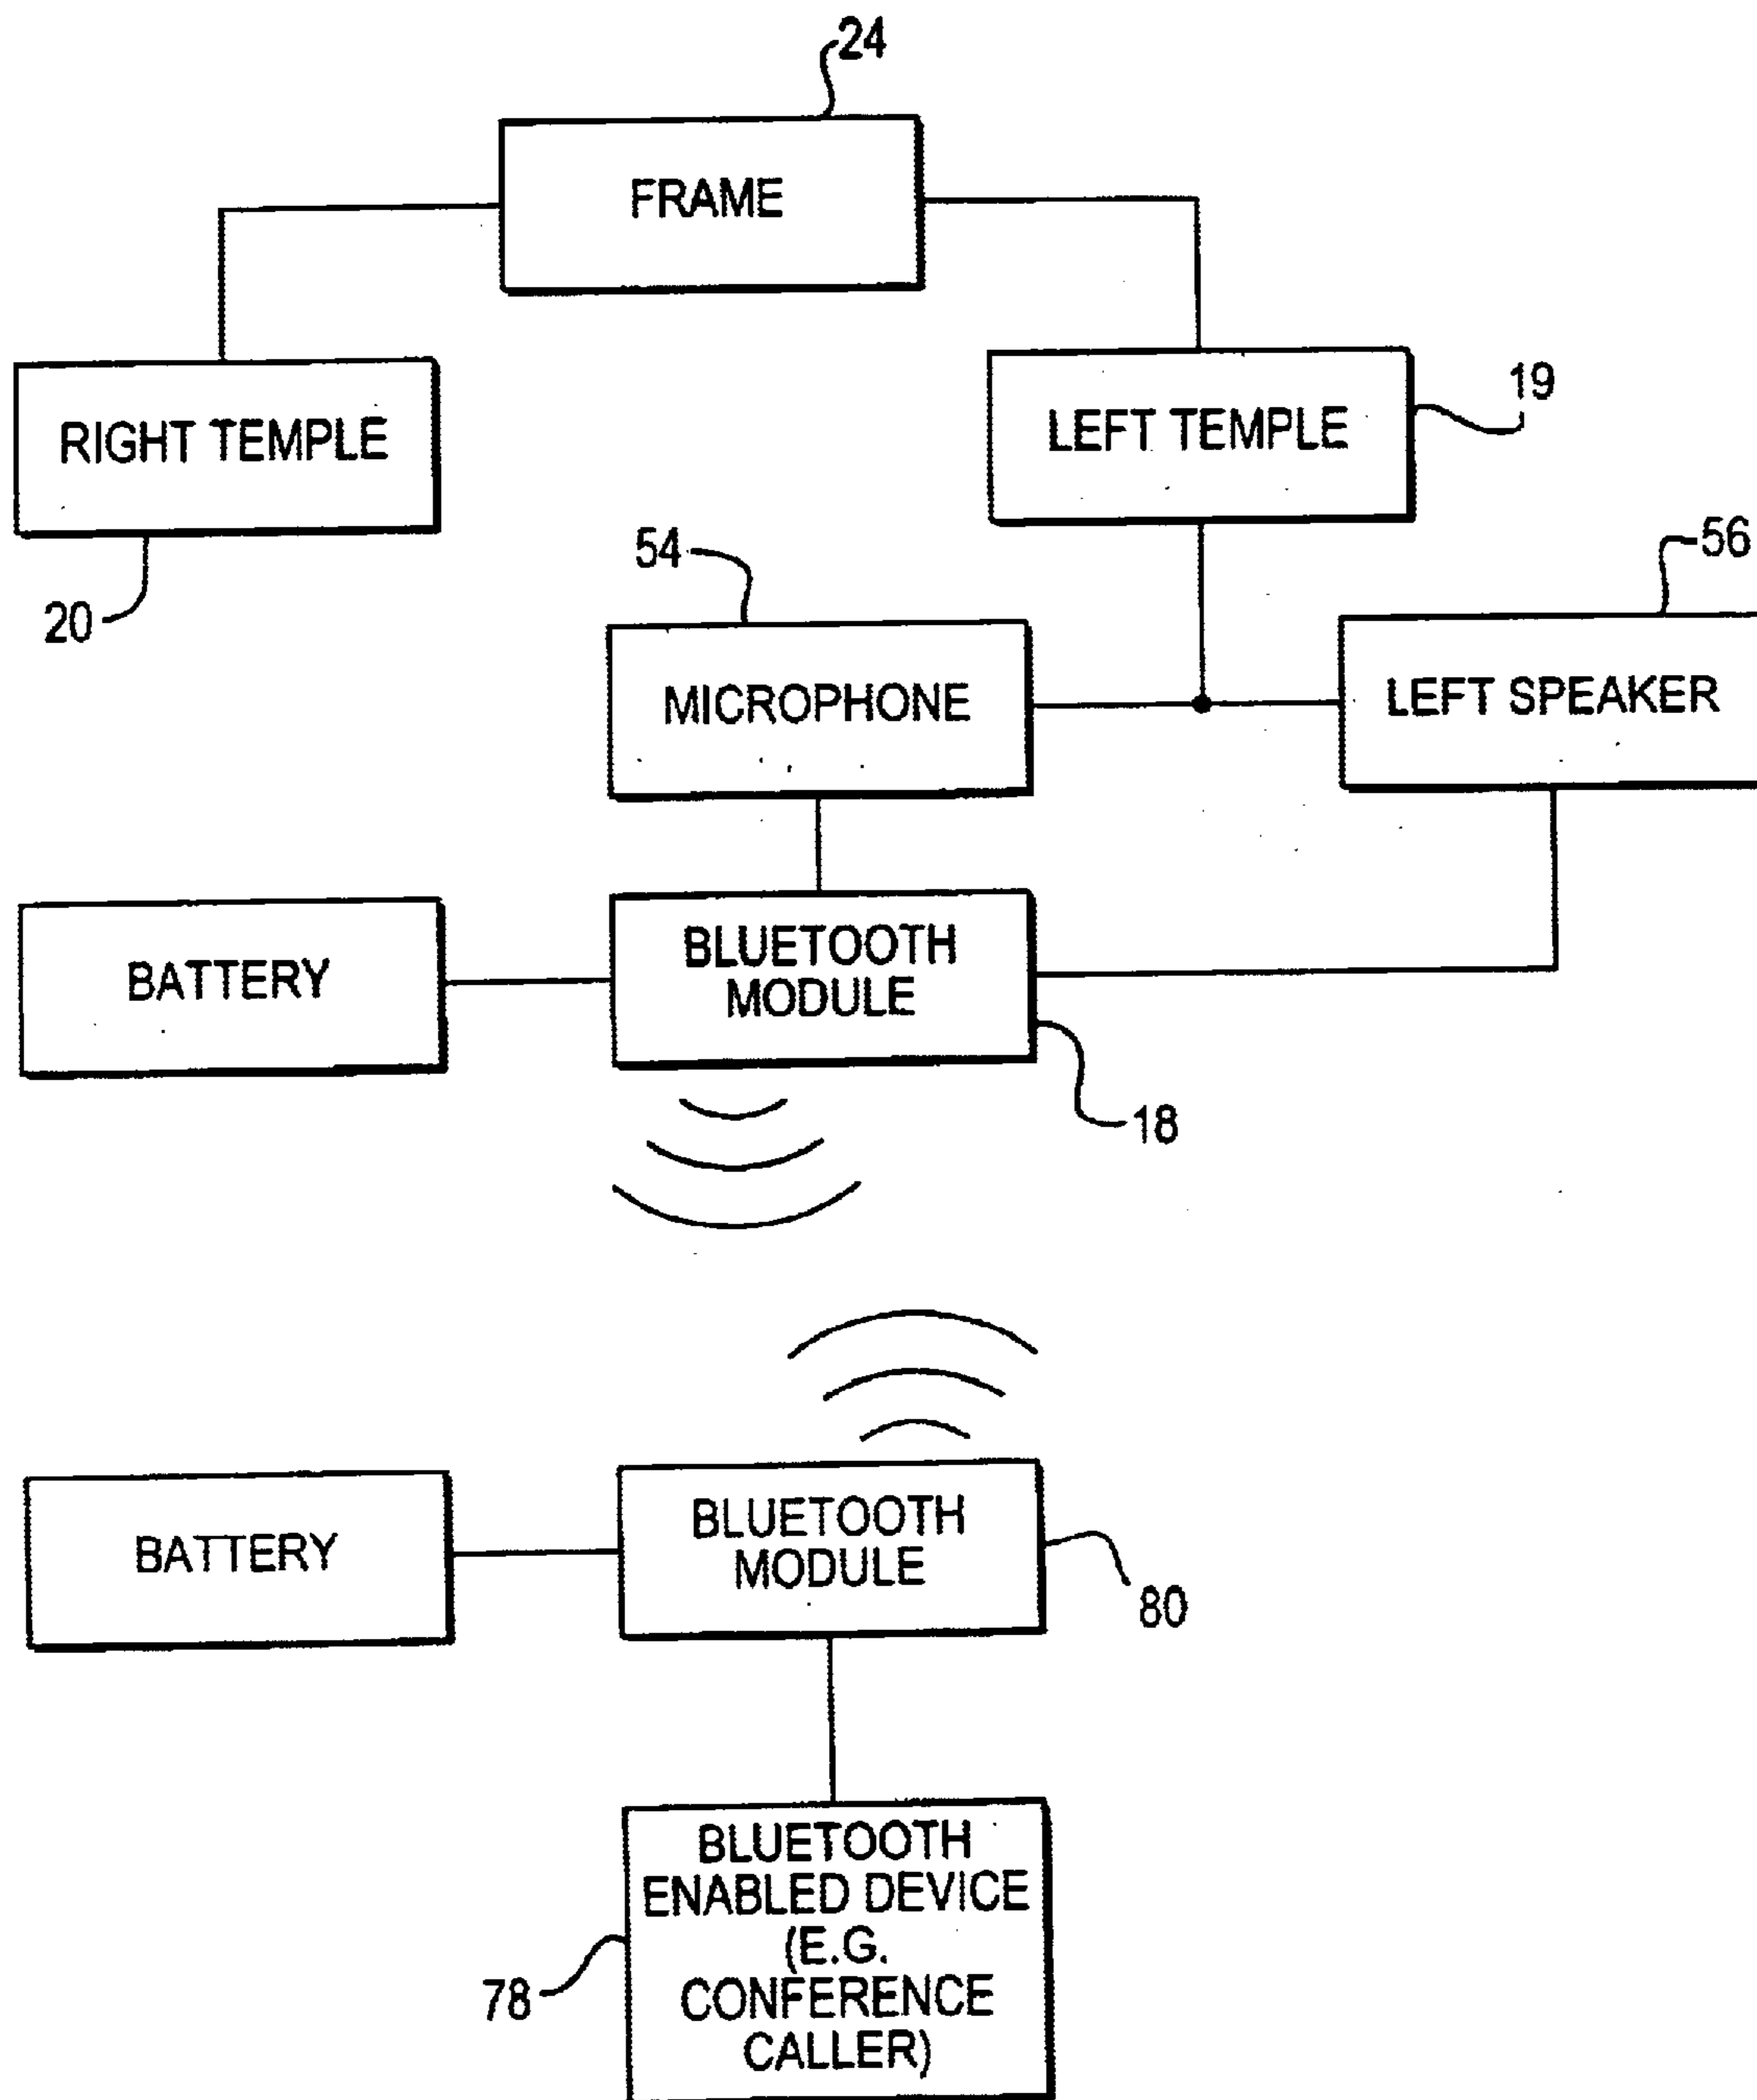 24
FRAME
RIGHT TEMPLE
LEFT TEMPLE
19
20
54
56
MICROPHONE
LEFT SPEAKER
BATTERY
BLUETOOTH
MODULE
18
BATTERY
BLUETOOTH
MODULE
80
BLUETOOTH
ENABLED DEVICE
(E.G.
CONFERENCE
CALLER)
78